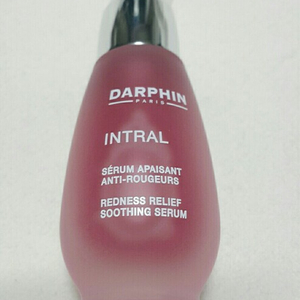 DARPHIN
PARIS
INTRAL
SÉRUM APAISANT
ANTI-ROUGEURS
REDNESS RELIEF
SOOTHING SERUM